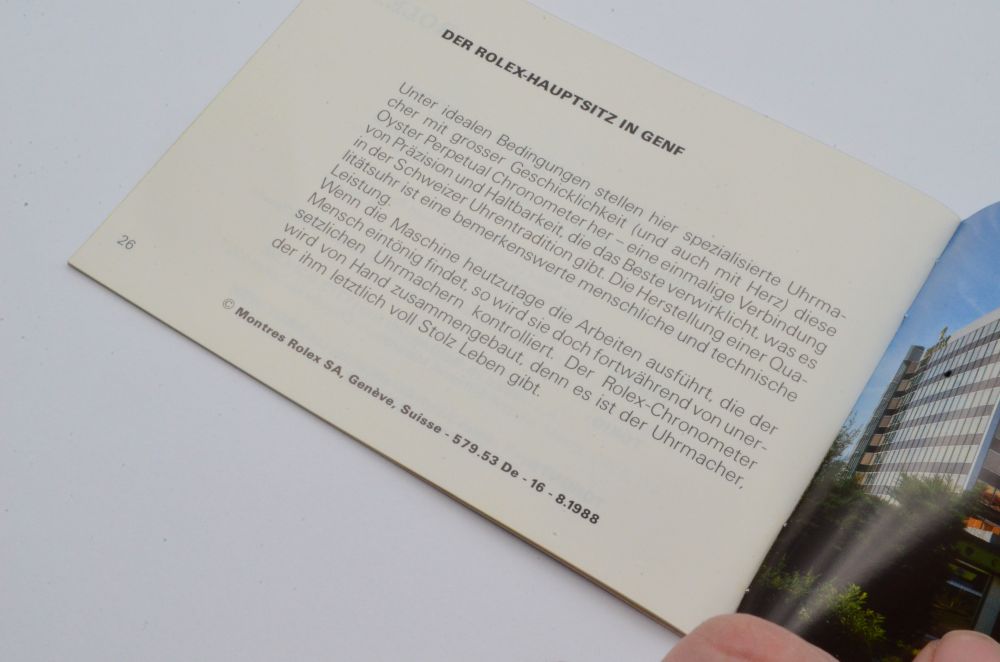 DER ROLEX-HAUPTSITZ IN GENF
Unter idealen Bedingungen stellen hier spezialisierte Uhrma-
cher mit grosser Geschicklichkeit (und auch mit Herz) diese
Oyster Perpetual Chronometer her – eine einmalige Verbindung
von Präzision und Haltbarkeit, die das Beste verwirklicht, was es
in der Schweizer Uhrentradition gibt. Die Herstellung einer Qua-
litätsuhr ist eine bemerkenswerte menschliche und technische
Leistung.
Wenn die Maschine heutzutage die Arbeiten ausführt, die der
Mensch eintönig findet, so wird sie doch fortwährend von uner-
setzlichen Uhrmachern kontrolliert. Der Rolex-Chronometer
wird von Hand zusammengebaut, denn es ist der Uhrmacher,
der ihm letztlich voll Stolz Leben gibt.
26
© Montres Rolex SA, Genève, Suisse - 579.53 De - 16 - 8.1988